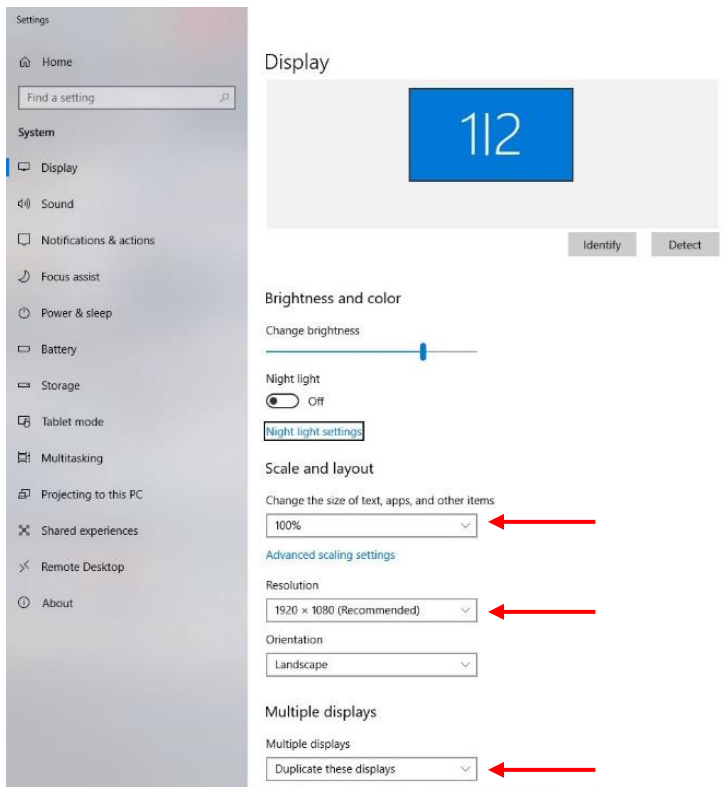 Settings
Home
Find a setting
System
Display
Sound
Notifications & actions
Focus assist
Power & sleep
Battery
Storage
Tablet mode
Multitasking
Projecting to this PC
Shared experiences
Remote Desktop
About
Display
1|2
Identify Detect
Brightness and color
Change brightness
Night light
Off
Night light settings
Scale and layout
Change the size of text, apps, and other items
100%
Advanced scaling settings
Resolution
1920 × 1080 (Recommended)
Orientation
Landscape
Multiple displays
Multiple displays
Duplicate these displays